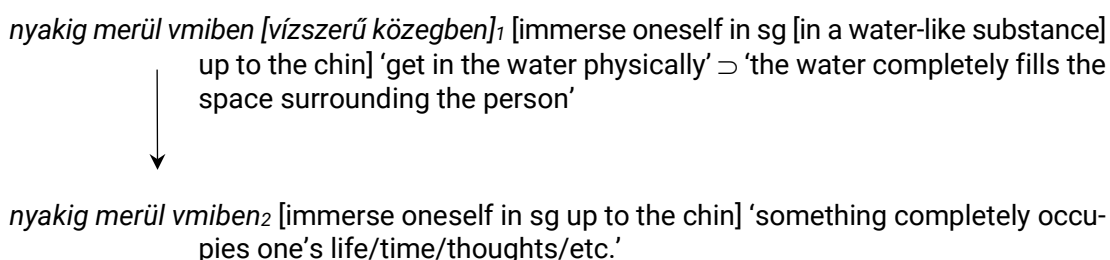 nyakig merül vmiben [vízszerű közegben]₁ [immerse oneself in sg [in a water-like substance]
up to the chin] ‘get in the water physically’ ⊃ ‘the water completely fills the
space surrounding the person’
nyakig merül vmiben₂ [immerse oneself in sg up to the chin] ‘something completely occu-
pies one’s life/time/thoughts/etc.’